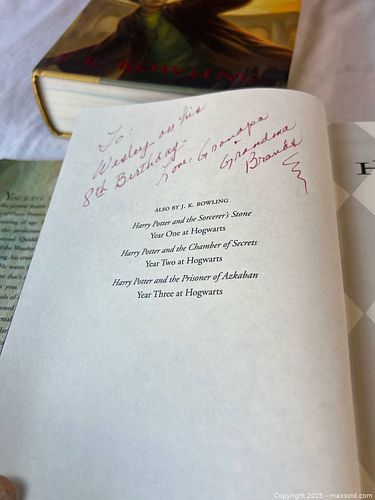 J. K. ROWLING
To:
Wesley on his
8th Birthday-
Love, Grandpa
+
Grandma
Brandt
ALSO BY J. K. ROWLING
Harry Potter and the Sorcerer's Stone
Year One at Hogwarts
Harry Potter and the Chamber of Secrets
Year Two at Hogwarts
Harry Potter and the Prisoner of Azkaban
Year Three at Hogwarts
H
Copyright 2025 - maxsold.com